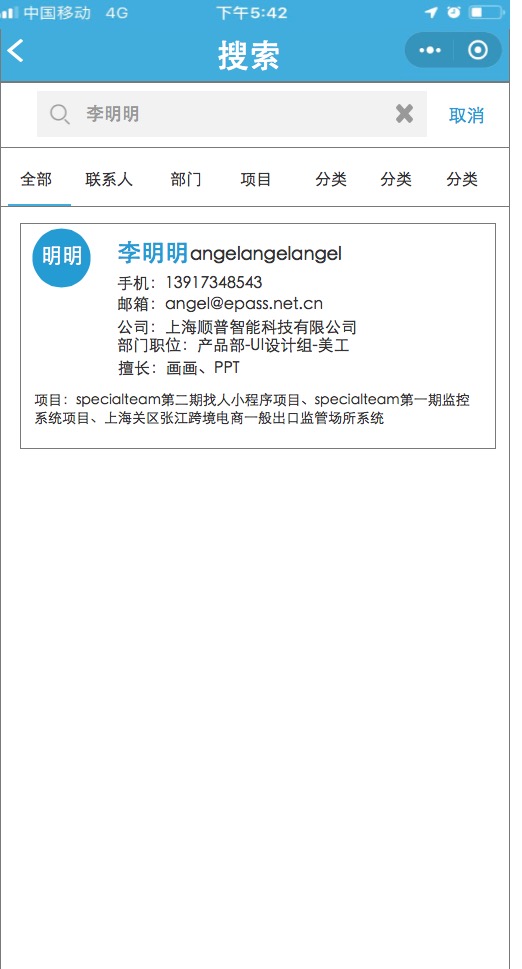 中国移动 4G 下午5:42
搜索
李明明 取消
全部 联系人 部门 项目 分类 分类 分类
明明 李明明angelangelangel
手机：13917348543
邮箱：angel@epass.net.cn
公司：上海顺普智能科技有限公司
部门职位：产品部-UI设计组-美工
擅长：画画、PPT
项目：specialteam第二期找人小程序项目、specialteam第一期监控
系统项目、上海关区张江跨境电商一般出口监管场所系统